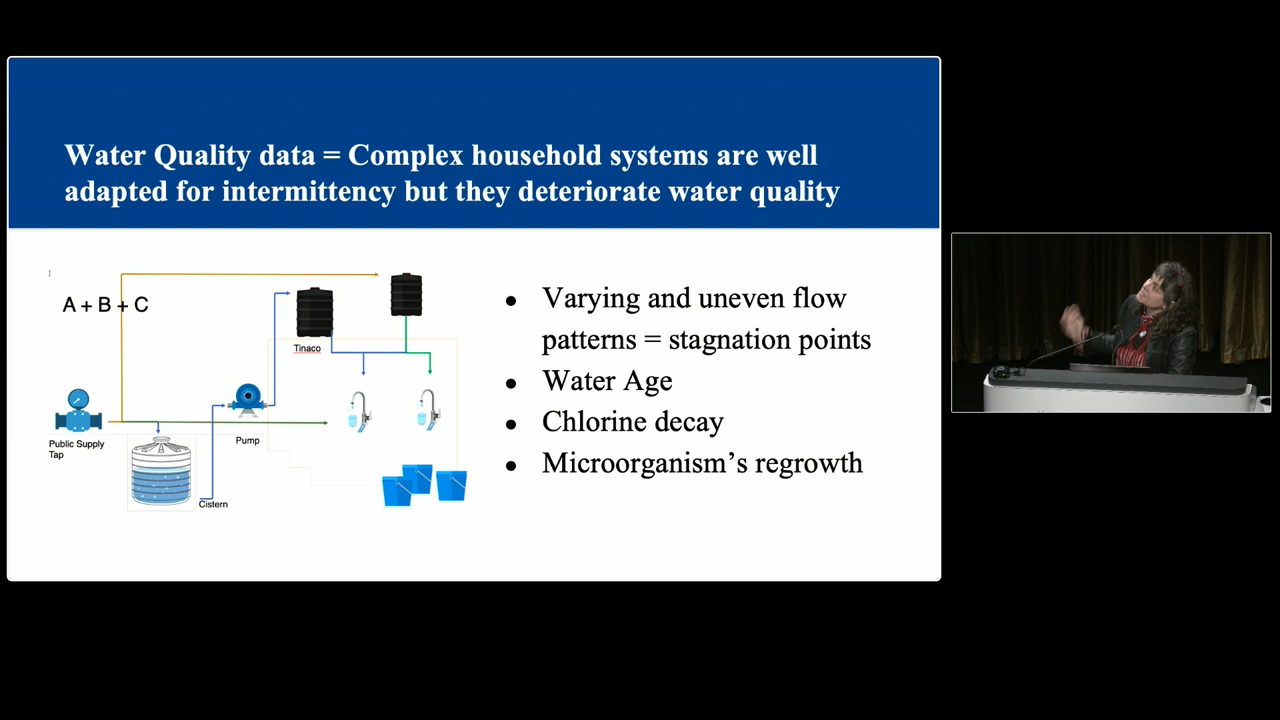 Water Quality data = Complex household systems are well
adapted for intermittency but they deteriorate water quality
A + B + C
Tinaco
Public Supply
Tap
Pump
Cistern
• Varying and uneven flow
patterns = stagnation points
• Water Age
• Chlorine decay
• Microorganism’s regrowth